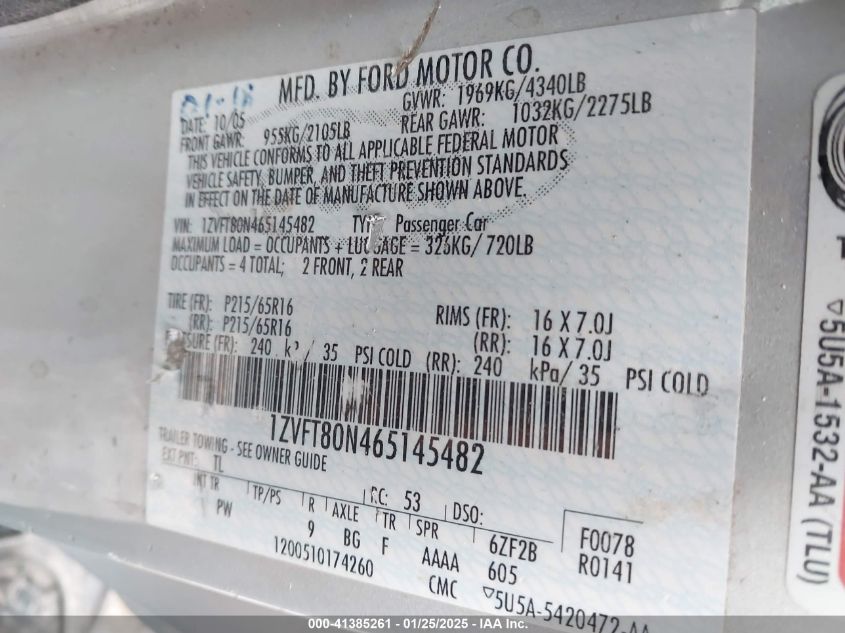 MFD. BY FORD MOTOR CO.
DATE: 10/05 GVWR: 1969KG/4340LB
FRONT GAWR: 955KG/2105LB REAR GAWR: 1032KG/2275LB
THIS VEHICLE CONFORMS TO ALL APPLICABLE FEDERAL MOTOR
VEHICLE SAFETY, BUMPER, AND THEFT PREVENTION STANDARDS
IN EFFECT ON THE DATE OF MANUFACTURE SHOWN ABOVE.
VIN: 1ZVFT80N465145482 Passenger Car
MAXIMUM LOAD = OCCUPANTS + LUGGAGE = 326KG/ 720LB
OCCUPANTS = 4 TOTAL; 2 FRONT, 2 REAR
TIRE (FR): P215/65R16 RIMS (FR): 16 X 7.0J
(RR): P215/65R16 (RR): 16 X 7.0J
(FR): 240 / 35 PSI COLD (RR): 240 kPa/ 35 PSI COLD
1ZVFT80N465145482
TRAILER TOWING - SEE OWNER GUIDE
EXT PNT: TL RC: 53 DSO:
INT TR TP/PS R AXLE TR SPR
PW 9 BG F AAAA 6ZF2B F0078
1200510174260 CMC 605 R0141
▽5U5A-5420472-AA
▽5U5A-1532-AA (TLU)
000-41385261 - 01/25/2025 - IAA, Inc.